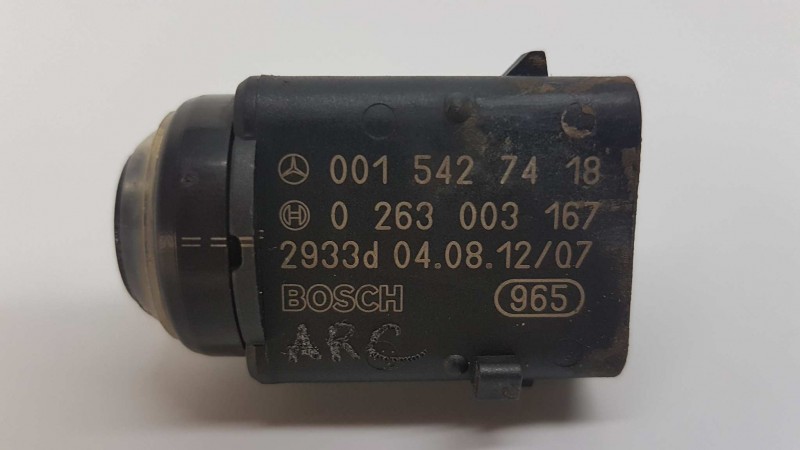 001 542 74 18
0 263 003 167
2933d 04.08.12/07
BOSCH 965
ARC